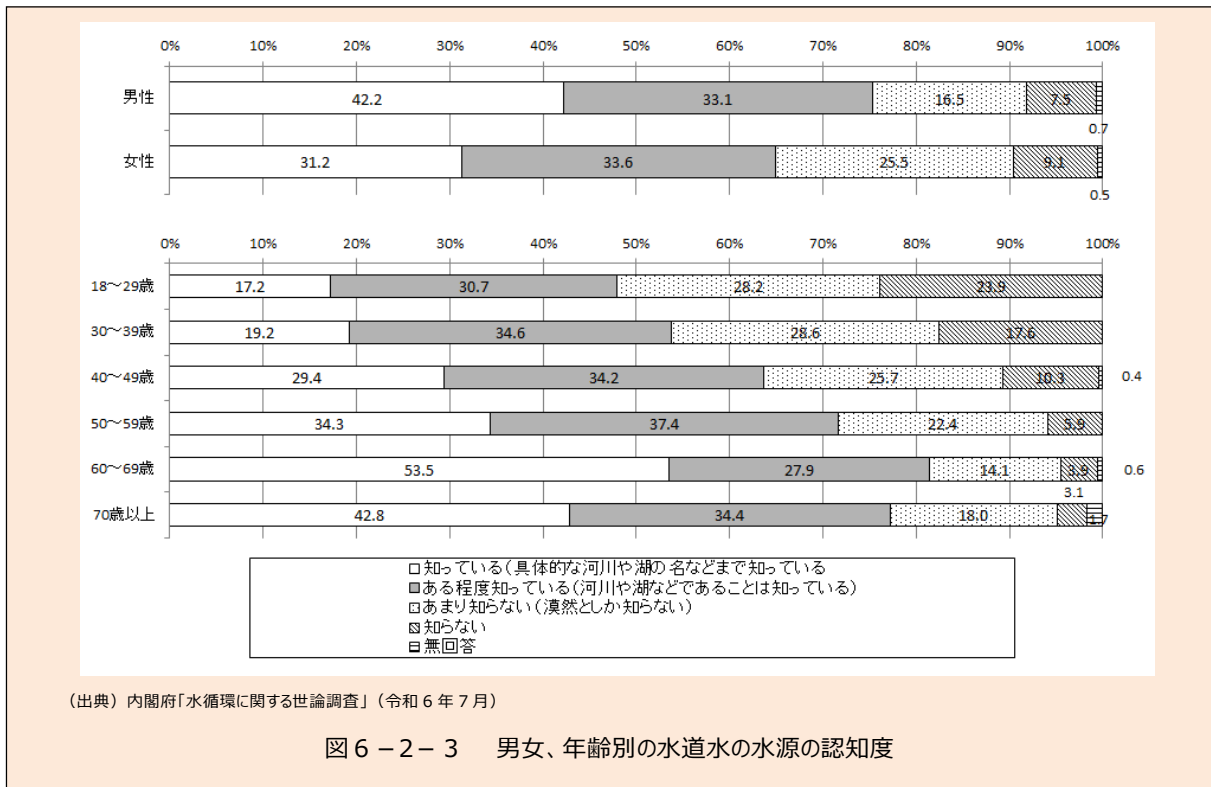 0% 10% 20% 30% 40% 50% 60% 70% 80% 90% 100%
男性 42.2 33.1 16.5 7.5 0.7
女性 31.2 33.6 25.5 9.1 0.5
0% 10% 20% 30% 40% 50% 60% 70% 80% 90% 100%
18～29歳 17.2 30.7 28.2 23.9
30～39歳 19.2 34.6 28.6 17.6
40～49歳 29.4 34.2 25.7 10.3 0.4
50～59歳 34.3 37.4 22.4 5.9
60～69歳 53.5 27.9 14.1 3.9 0.6
70歳以上 42.8 34.4 18.0 3.1 1.7
知っている(具体的な河川や湖の名などまで知っている
ある程度知っている(河川や湖などであることは知っている)
あまり知らない(漠然としか知らない)
知らない
無回答
（出典）内閣府「水循環に関する世論調査」（令和６年７月）
図６－２－３　男女、年齢別の水道水の水源の認知度